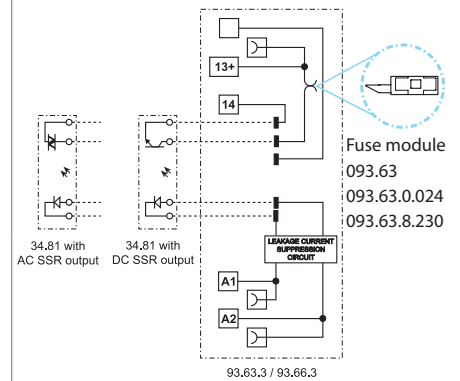 13+
14
Fuse module
093.63
093.63.0.024
093.63.8.230
34.81 with
AC SSR output
34.81 with
DC SSR output
LEAKAGE CURRENT
SUPPRESSION
CIRCUIT
A1
A2
93.63.3 / 93.66.3